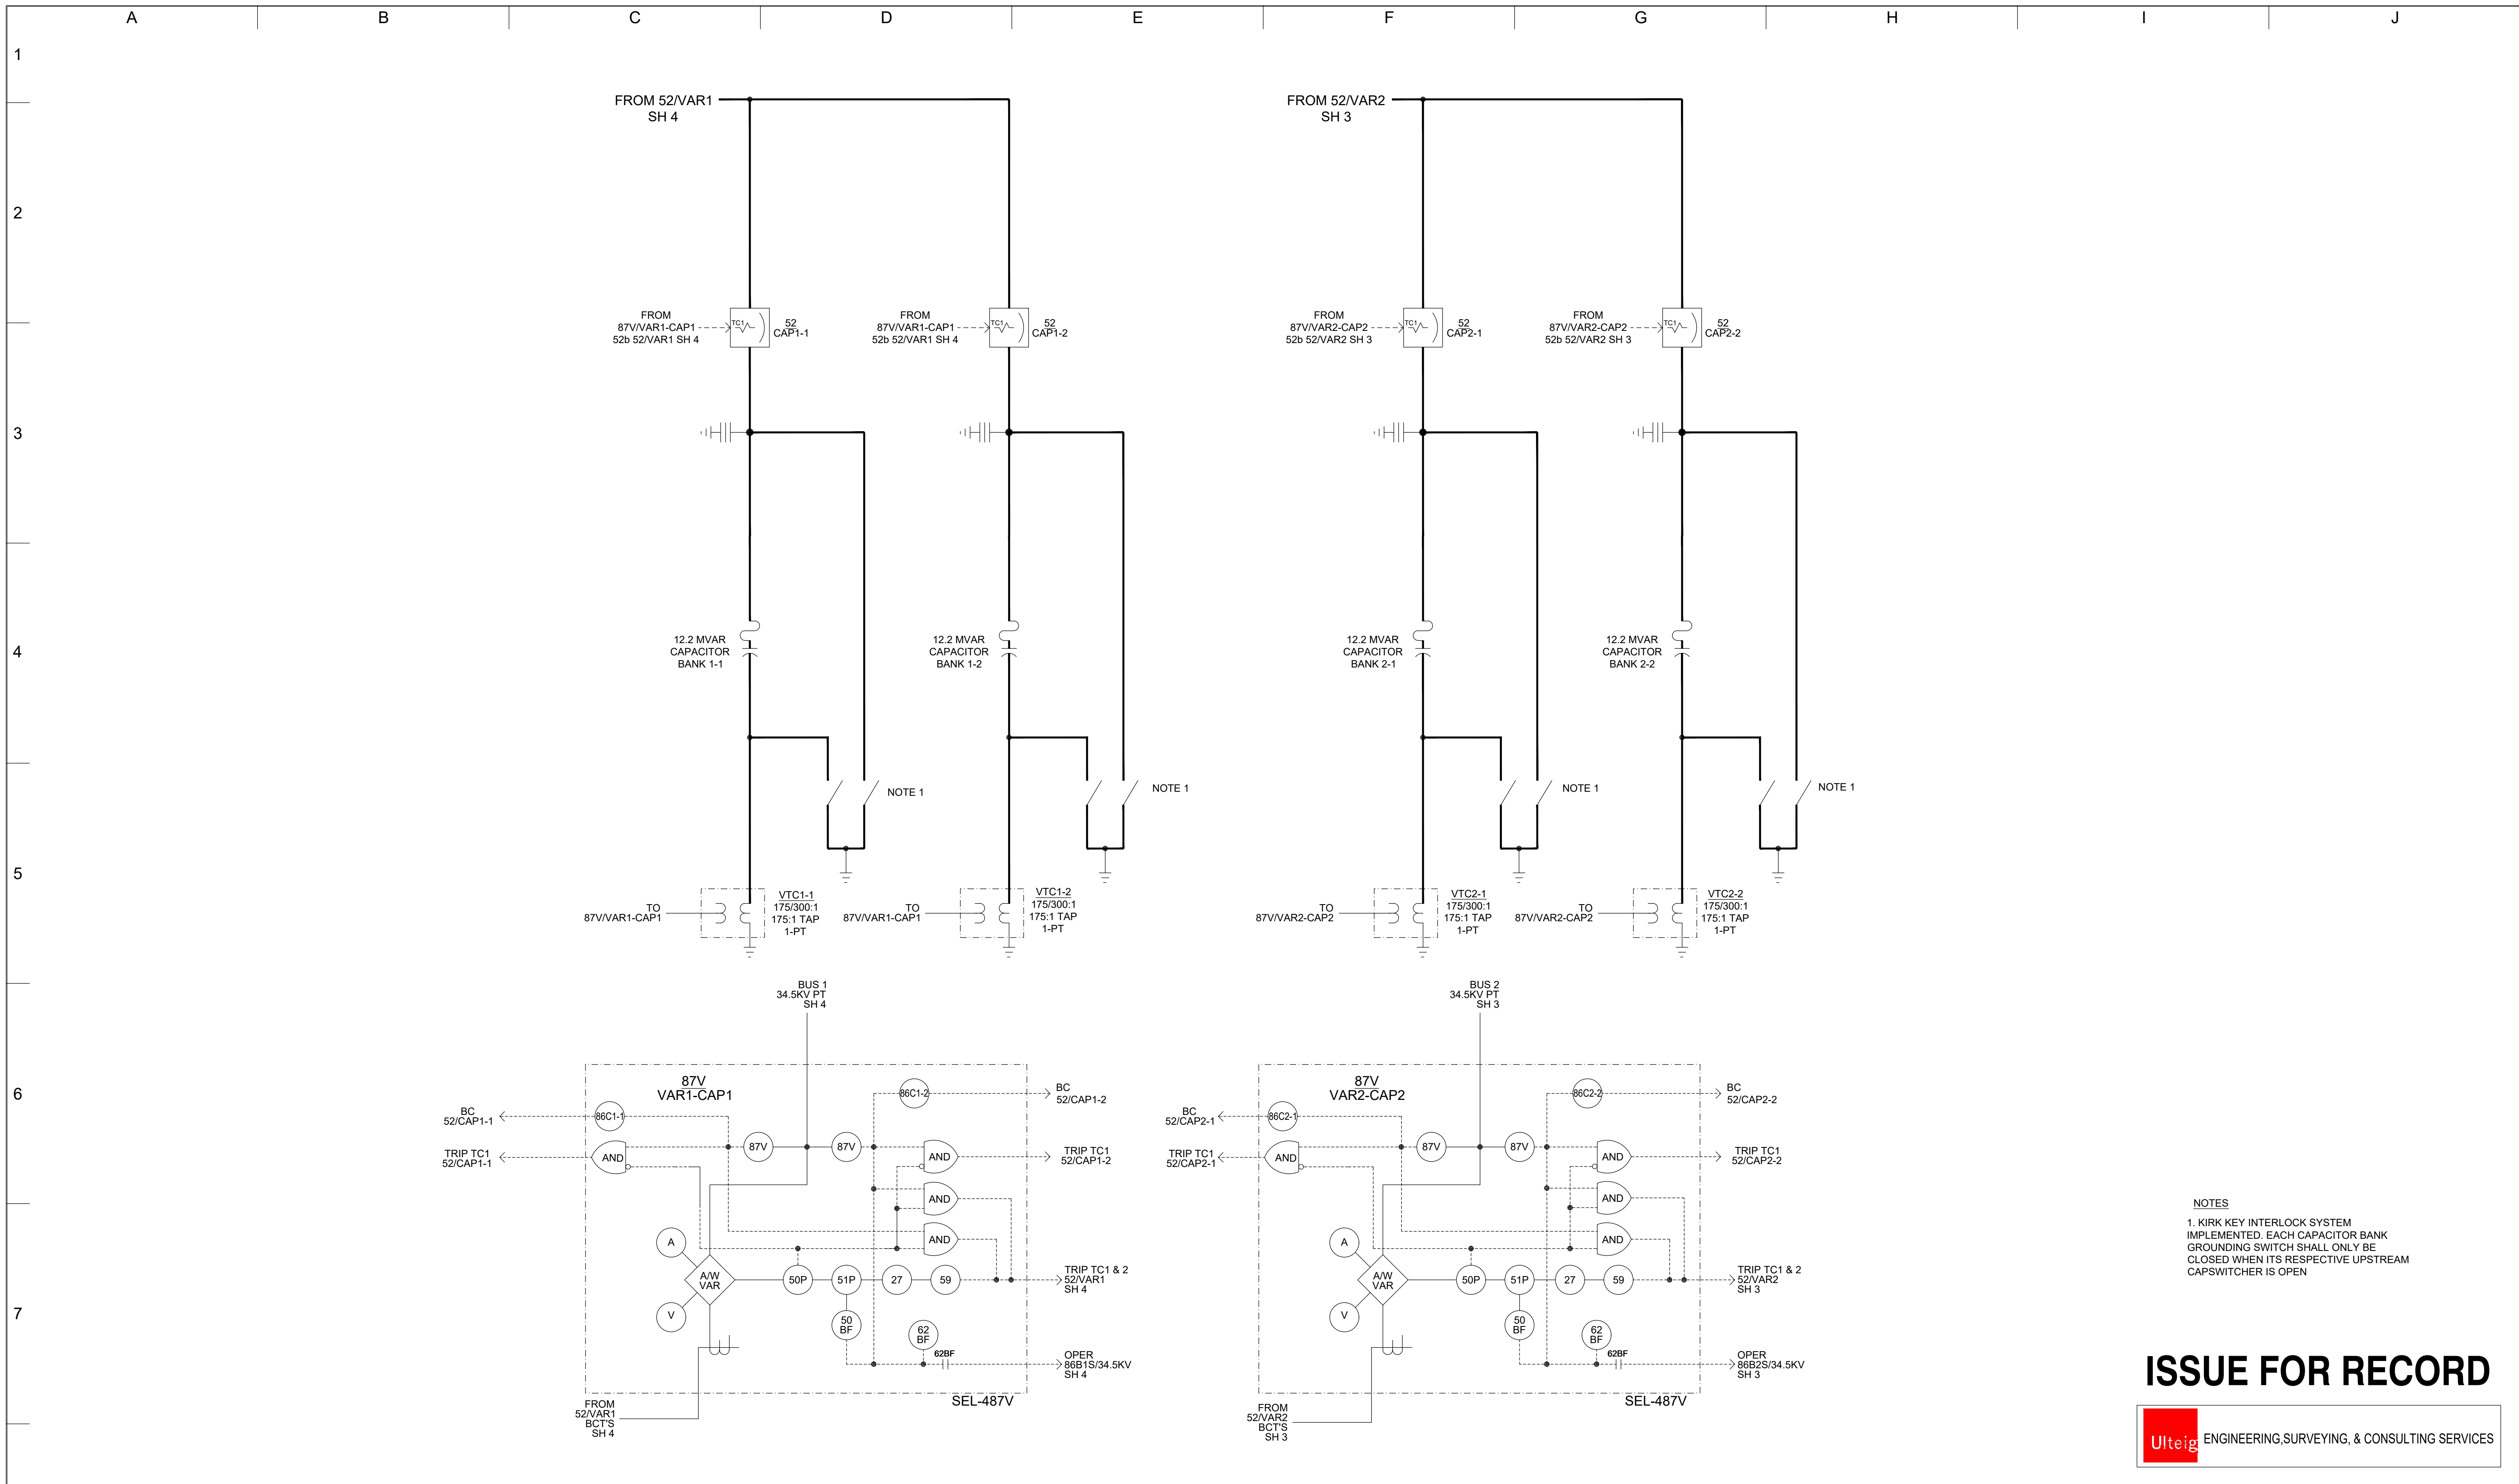 A B C D E F G H I J
1
2
3
4
5
6
7
FROM 52/VAR1
SH 4
FROM 52/VAR2
SH 3
FROM
87V/VAR1-CAP1
52b 52/VAR1 SH 4
TC1
52
CAP1-1
FROM
87V/VAR1-CAP1
52b 52/VAR1 SH 4
TC1
52
CAP1-2
FROM
87V/VAR2-CAP2
52b 52/VAR2 SH 3
TC1
52
CAP2-1
FROM
87V/VAR2-CAP2
52b 52/VAR2 SH 3
TC1
52
CAP2-2
12.2 MVAR
CAPACITOR
BANK 1-1
12.2 MVAR
CAPACITOR
BANK 1-2
12.2 MVAR
CAPACITOR
BANK 2-1
12.2 MVAR
CAPACITOR
BANK 2-2
NOTE 1
NOTE 1
NOTE 1
NOTE 1
TO
87V/VAR1-CAP1
VTC1-1
175/300:1
175:1 TAP
1-PT
TO
87V/VAR1-CAP1
VTC1-2
175/300:1
175:1 TAP
1-PT
TO
87V/VAR2-CAP2
VTC2-1
175/300:1
175:1 TAP
1-PT
TO
87V/VAR2-CAP2
VTC2-2
175/300:1
175:1 TAP
1-PT
BUS 1
34.5KV PT
SH 4
87V
VAR1-CAP1
86C1-2
BC
52/CAP1-2
BC
52/CAP1-1
86C1-1
87V
87V
TRIP TC1
52/CAP1-1
AND
AND
TRIP TC1
52/CAP1-2
AND
AND
A
A/W
VAR
V
50P
51P
27
59
TRIP TC1 & 2
52/VAR1
SH 4
50
BF
62
BF
62BF
OPER
86B1S/34.5KV
SH 4
SEL-487V
FROM
52/VAR1
BCT'S
SH 4
BUS 2
34.5KV PT
SH 3
87V
VAR2-CAP2
86C2-2
BC
52/CAP2-2
BC
52/CAP2-1
86C2-1
87V
87V
TRIP TC1
52/CAP2-1
AND
AND
TRIP TC1
52/CAP2-2
AND
AND
A
A/W
VAR
V
50P
51P
27
59
TRIP TC1 & 2
52/VAR2
SH 3
50
BF
62
BF
62BF
OPER
86B2S/34.5KV
SH 3
SEL-487V
FROM
52/VAR2
BCT'S
SH 3
NOTES
1. KIRK KEY INTERLOCK SYSTEM
IMPLEMENTED. EACH CAPACITOR BANK
GROUNDING SWITCH SHALL ONLY BE
CLOSED WHEN ITS RESPECTIVE UPSTREAM
CAPSWITCHER IS OPEN
ISSUE FOR RECORD
Ulteig
ENGINEERING,SURVEYING, & CONSULTING SERVICES